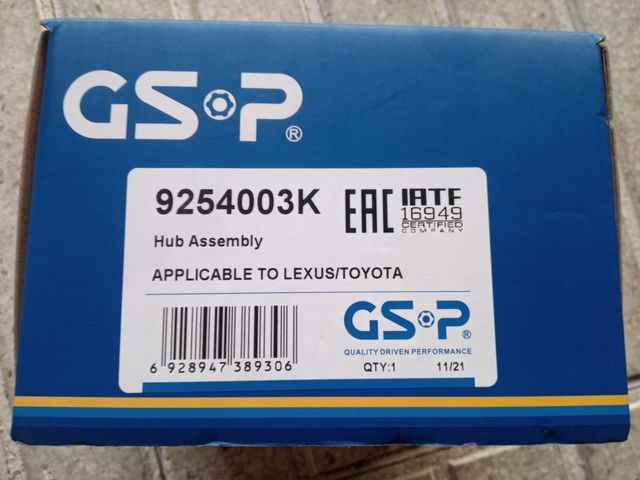 GSP®
9254003K
EAC
IATF
16949
CERTIFIED
COMPANY
Hub Assembly
APPLICABLE TO LEXUS/TOYOTA
6 928947 389306
GSP
QUALITY DRIVEN PERFORMANCE
QTY:1 11/21